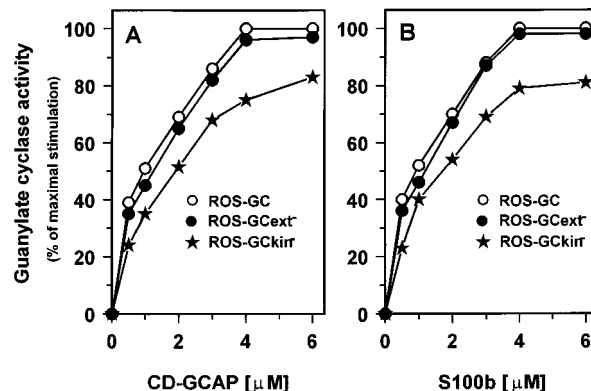 A
B
Guanylate cyclase activity
(% of maximal stimulation)
100
80
60
40
20
0
ROS-GC
ROS-GCext-
ROS-GCkin-
0 2 4 6
CD-GCAP [μM]
100
80
60
40
20
0
ROS-GC
ROS-GCext-
ROS-GCkin-
0 2 4 6
S100b [μM]